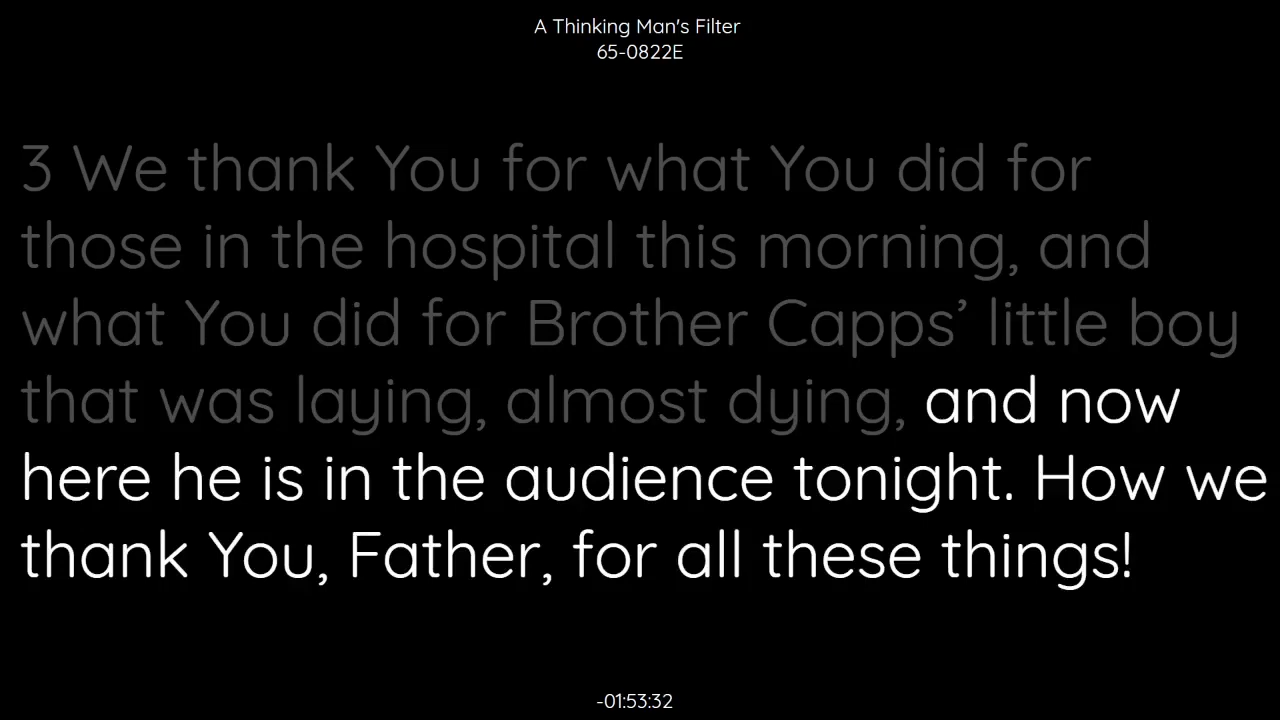 A Thinking Man's Filter
65-0822E
3 We thank You for what You did for
those in the hospital this morning, and
what You did for Brother Capps’ little boy
that was laying, almost dying, and now
here he is in the audience tonight. How we
thank You, Father, for all these things!
-01:53:32